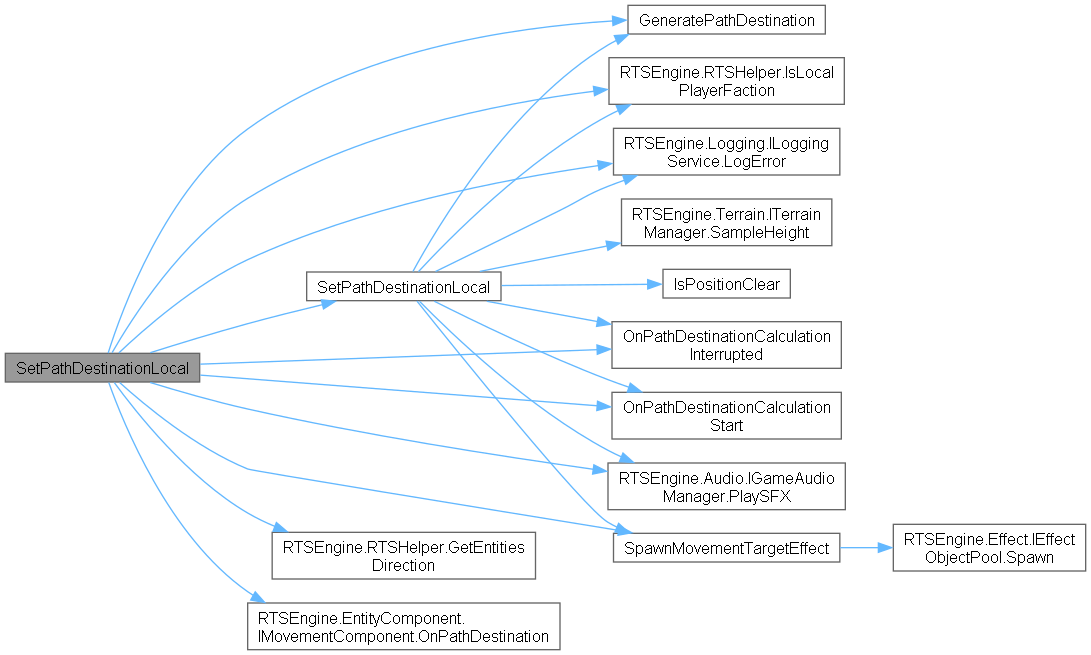 GeneratePathDestination
RTSEngine.RTSHelper.IsLocal
PlayerFaction
RTSEngine.Logging.ILogging
Service.LogError
RTSEngine.Terrain.ITerrain
Manager.SampleHeight
SetPathDestinationLocal
IsPositionClear
OnPathDestinationCalculation
Interrupted
SetPathDestinationLocal
OnPathDestinationCalculation
Start
RTSEngine.Audio.IGameAudio
Manager.PlaySFX
SpawnMovementTargetEffect
RTSEngine.Effect.IEffect
ObjectPool.Spawn
RTSEngine.RTSHelper.GetEntities
Direction
RTSEngine.EntityComponent.
IMovementComponent.OnPathDestination